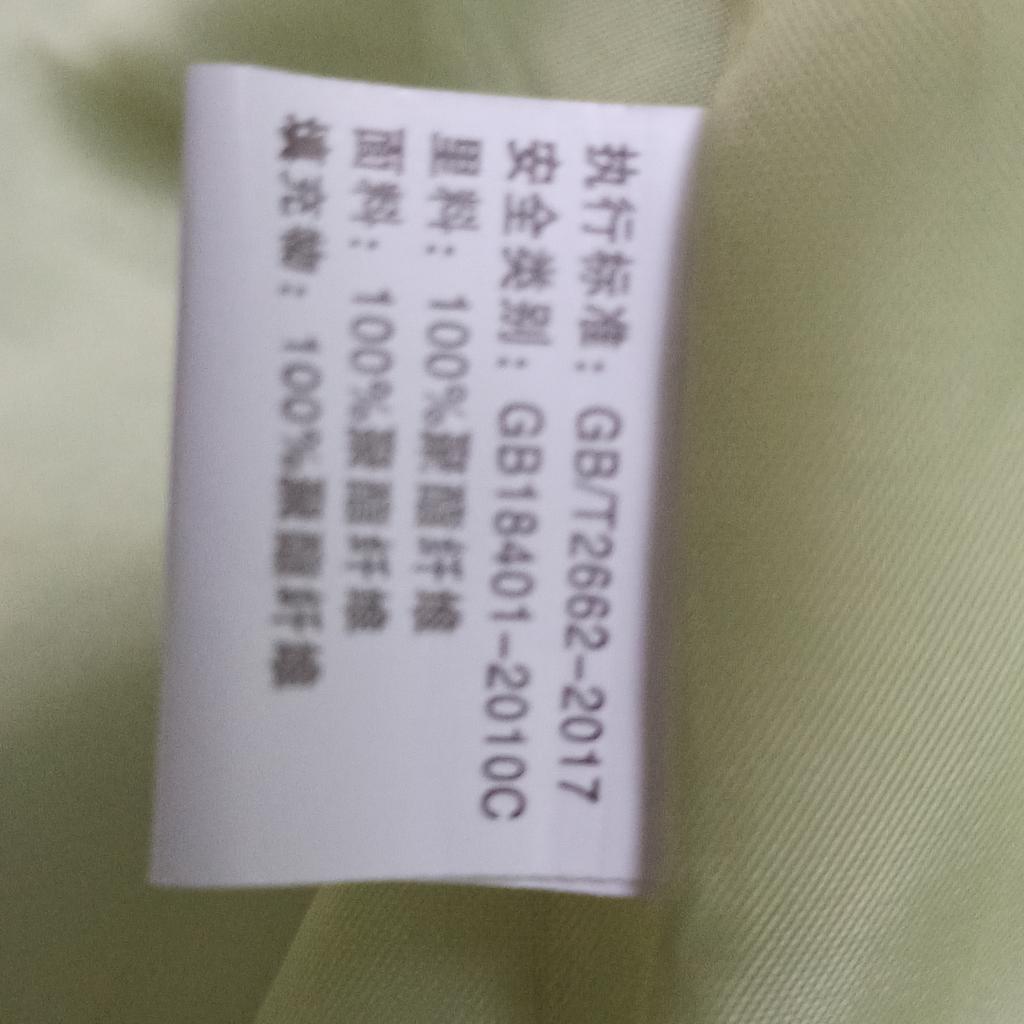 执行标准：GB/T2662-2017
安全类别：GB18401-2010C
里料：100%聚酯纤维
面料：100%聚酯纤维
填充物：100%聚酯纤维